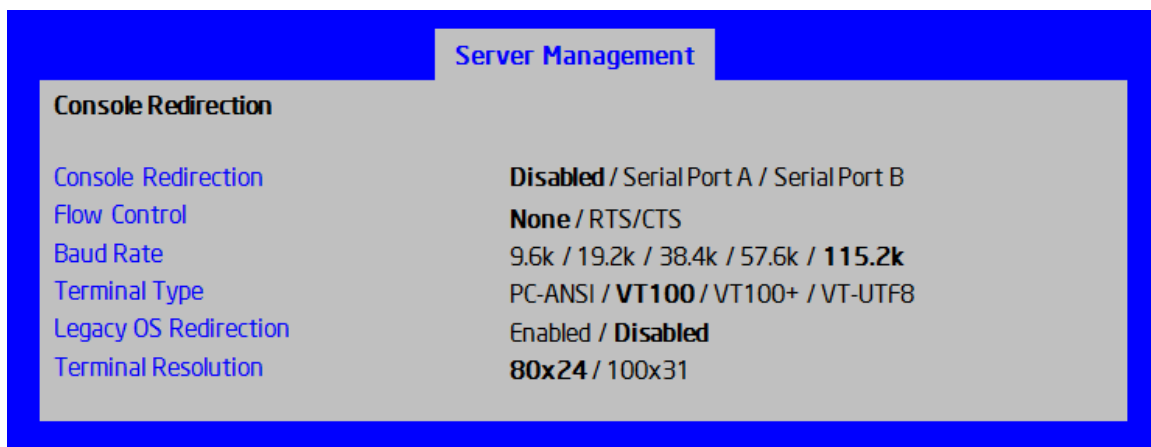 Server Management
Console Redirection
Console Redirection Disabled / Serial Port A / Serial Port B
Flow Control None / RTS/CTS
Baud Rate 9.6k / 19.2k / 38.4k / 57.6k / 115.2k
Terminal Type PC-ANSI / VT100 / VT100+ / VT-UTF8
Legacy OS Redirection Enabled / Disabled
Terminal Resolution 80x24 / 100x31